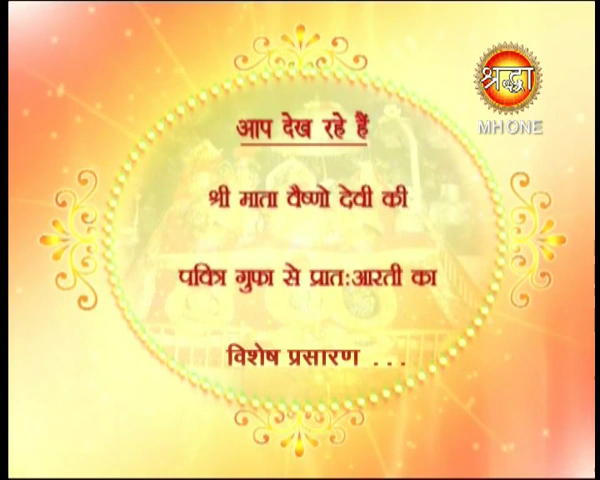 श्रद्धा
MH ONE
आप देख रहे हैं
श्री माता वैष्णो देवी की
पवित्र गुफा से प्रातःआरती का
विशेष प्रसारण ...